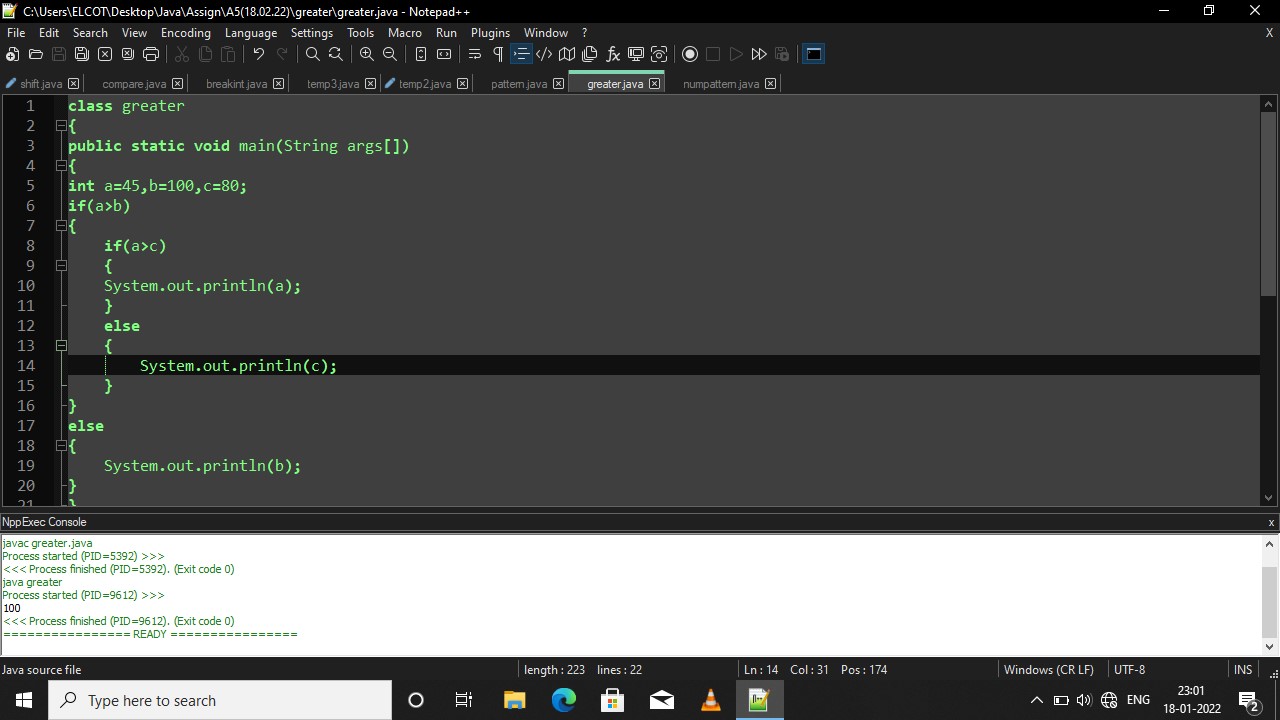 C:\Users\ELCOT\Desktop\Java\Assign\A5(18.02.22)\greater\greater.java - Notepad++
File Edit Search View Encoding Language Settings Tools Macro Run Plugins Window ? X
shift.java compare.java breakint.java temp3.java temp2.java pattern.java greater.java numpattern.java
1 class greater
2 {
3 public static void main(String args[])
4 {
5 int a=45,b=100,c=80;
6 if(a>b)
7 {
8 if(a>c)
9 {
10 System.out.println(a);
11 }
12 else
13 {
14 System.out.println(c);
15 }
16 }
17 else
18 {
19 System.out.println(b);
20 }
21 }
NppExec Console x
javac greater.java
Process started (PID=5392) >>>
<<< Process finished (PID=5392). (Exit code 0)
java greater
Process started (PID=9612) >>>
100
<<< Process finished (PID=9612). (Exit code 0)
================ READY ================
Java source file length : 223 lines : 22 Ln : 14 Col : 31 Pos : 174 Windows (CR LF) UTF-8 INS
Type here to search
ENG
23:01
18-01-2022
2